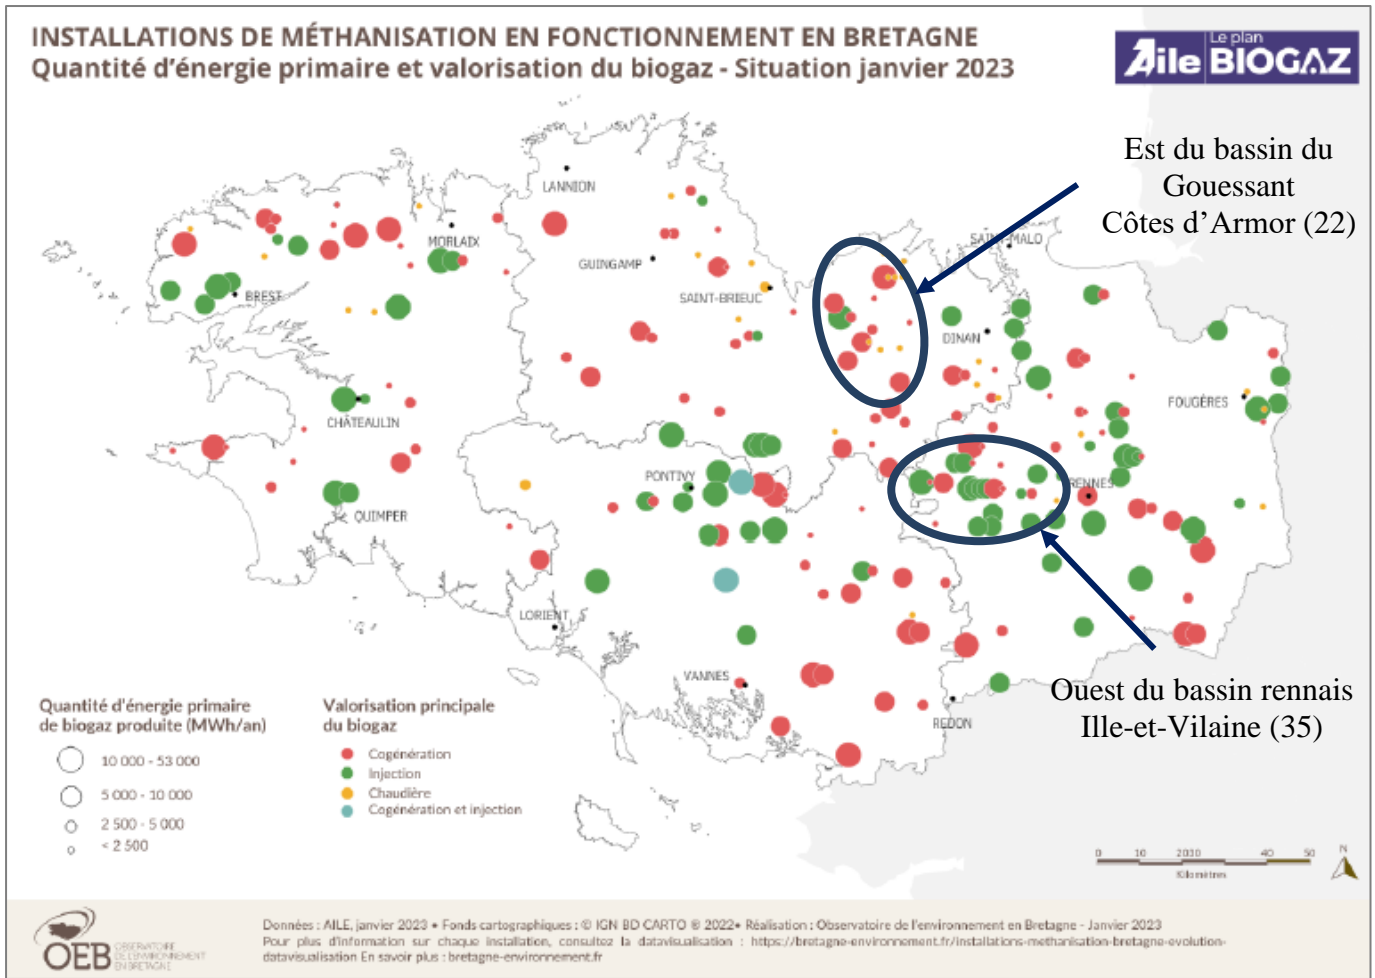 INSTALLATIONS DE MÉTHANISATION EN FONCTIONNEMENT EN BRETAGNE
Quantité d'énergie primaire et valorisation du biogaz - Situation janvier 2023
Aile Le plan BIOGAZ
Est du bassin du
Gouessant
Côtes d'Armor (22)
LANNION
MORLAIX
GUINGAMP
SAINT-MALO
BREST
SAINT-BRIEUC
DINAN
CHÂTEAULIN
FOUGÈRES
PONTIVY
RENNES
QUIMPER
LORIENT
VANNES
REDON
Ouest du bassin rennais
Ille-et-Vilaine (35)
Quantité d'énergie primaire
de biogaz produite (MWh/an)
10 000 - 53 000
5 000 - 10 000
2 500 - 5 000
< 2 500
Valorisation principale
du biogaz
Cogénération
Injection
Chaudière
Cogénération et injection
0 10 2030 40 50
Kilomètres
N
OEB
OBSERVATOIRE
DE L'ENVIRONNEMENT
EN BRETAGNE
Données : AILE, janvier 2023 • Fonds cartographiques : © IGN BD CARTO ® 2022• Réalisation : Observatoire de l'environnement en Bretagne - Janvier 2023
Pour plus d'information sur chaque installation, consultez la datavisualisation : https://bretagne-environnement.fr/installations-methanisation-bretagne-evolution-
datavisualisation En savoir plus : bretagne-environnement.fr